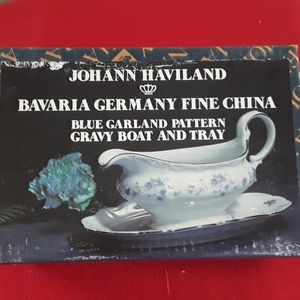 JOHANN HAVILAND
BAVARIA GERMANY FINE CHINA
BLUE GARLAND PATTERN
GRAVY BOAT AND TRAY